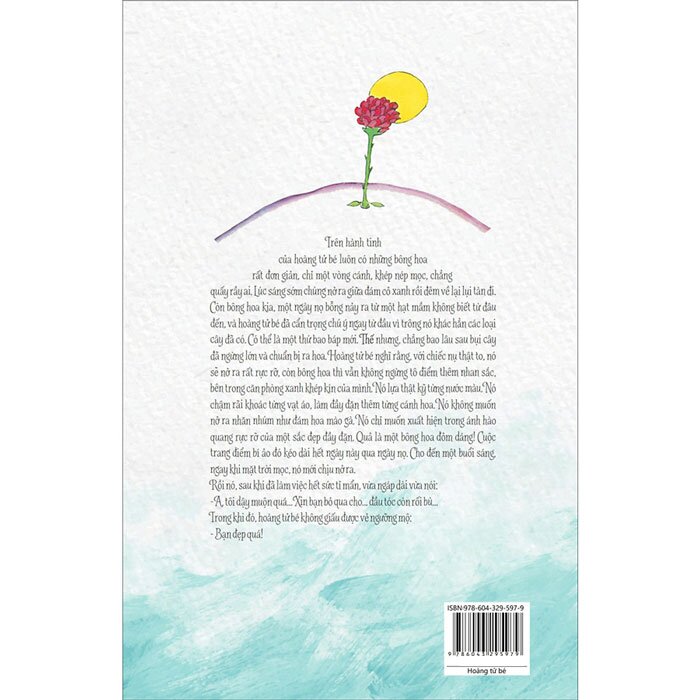 Trên hành tinh
của hoàng tử bé luôn có những bông hoa
rất đơn giản, chỉ một vòng cánh, khép nép mọc, chẳng
quấy rầy ai. Lúc sáng sớm chúng nở ra giữa đám cỏ xanh rồi đêm về lại lụi tàn đi.
Còn bông hoa kia, một ngày nọ bỗng nảy ra từ một hạt mầm không biết từ đâu
đến, và hoàng tử bé đã cẩn trọng chú ý ngay từ đầu vì trông nó khác hẳn các loại
cây đã có. Có thể là một thứ bao báp mới. Thế nhưng, chẳng bao lâu sau bụi cây
đã ngừng lớn và chuẩn bị ra hoa. Hoàng tử bé nghĩ rằng, với chiếc nụ thật to, nó
sẽ nở ra rất rực rỡ, còn bông hoa thì vẫn không ngừng tô điểm thêm nhan sắc,
bên trong căn phòng xanh khép kín của mình. Nó lựa thật kỹ từng nước màu. Nó
chậm rãi khoác từng vạt áo, làm đầy đặn thêm từng cánh hoa. Nó không muốn
nở ra nhăn nhúm như đám hoa mào gà. Nó chỉ muốn xuất hiện trong ánh hào
quang rực rỡ của một sắc đẹp đầy đặn. Quả là một bông hoa đỏm dáng! Cuộc
trang điểm bí ảo đó kéo dài hết ngày này qua ngày nọ. Cho đến một buổi sáng,
ngay khi mặt trời mọc, nó mới chịu nở ra.
Rồi nó, sau khi đã làm việc hết sức tỉ mẩn, vừa ngáp dài vừa nói:
-A, tôi dậy muộn quá... Xin bạn bỏ qua cho... đầu tóc còn rối bù...
Trong khi đó, hoàng tử bé không giấu được vẻ ngưỡng mộ:
- Bạn đẹp quá!
ISBN:978-604-329-597-9
9 786043 295979
Hoàng tử bé